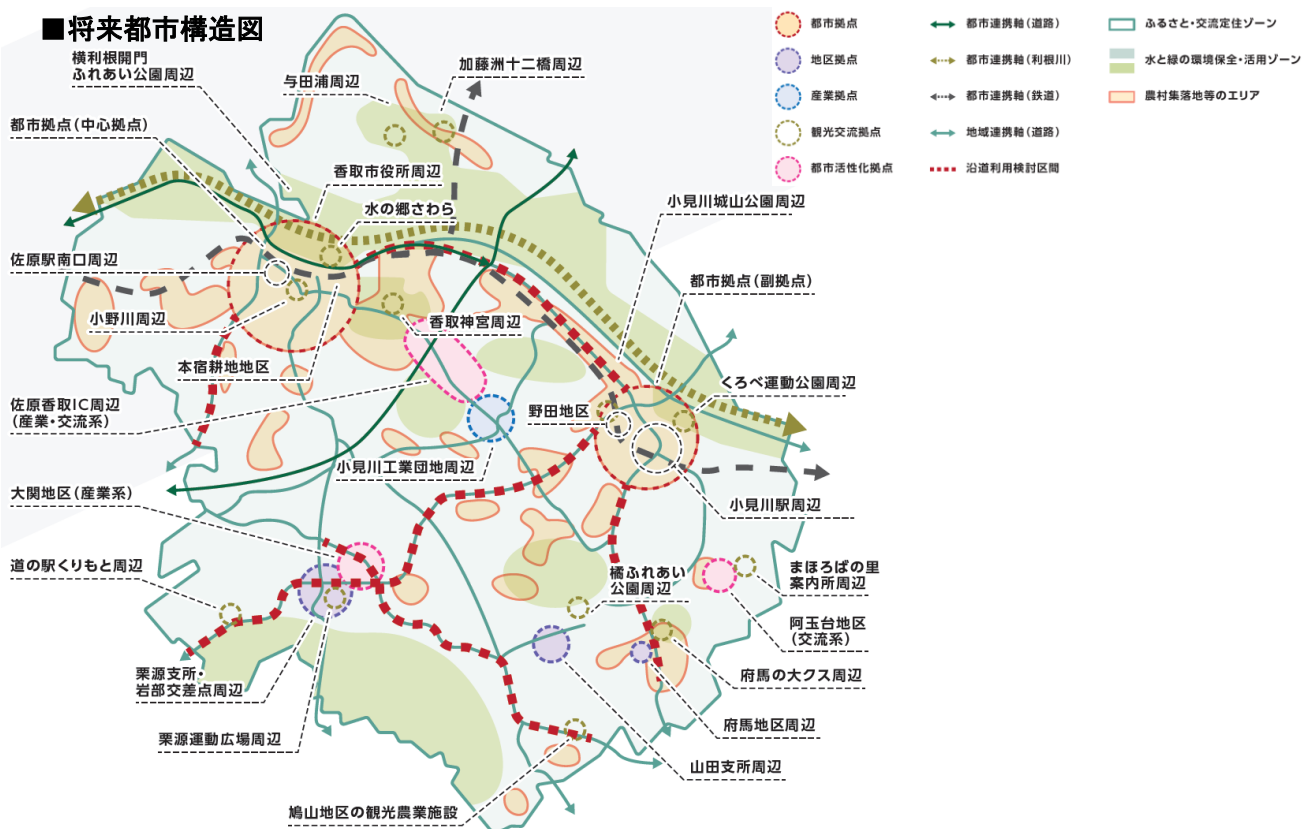 ■将来都市構造図
横利根閘門
ふれあい公園周辺
与田浦周辺
加藤洲十二橋周辺
都市拠点(中心拠点)
香取市役所周辺
水の郷さわら
小見川城山公園周辺
佐原駅南口周辺
都市拠点(副拠点)
小野川周辺
香取神宮周辺
本宿耕地地区
くろべ運動公園周辺
佐原香取IC周辺
(産業・交流系)
野田地区
小見川工業団地周辺
大関地区(産業系)
小見川駅周辺
道の駅くりもと周辺
橘ふれあい
公園周辺
まほろばの里
案内所周辺
阿玉台地区
(交流系)
栗源支所・
岩部交差点周辺
府馬の大クス周辺
栗源運動広場周辺
府馬地区周辺
山田支所周辺
鳩山地区の観光農業施設
都市拠点
地区拠点
産業拠点
観光交流拠点
都市活性化拠点
都市連携軸(道路)
都市連携軸(利根川)
都市連携軸(鉄道)
地域連携軸(道路)
沿道利用検討区間
ふるさと・交流定住ゾーン
水と緑の環境保全・活用ゾーン
農村集落地等のエリア